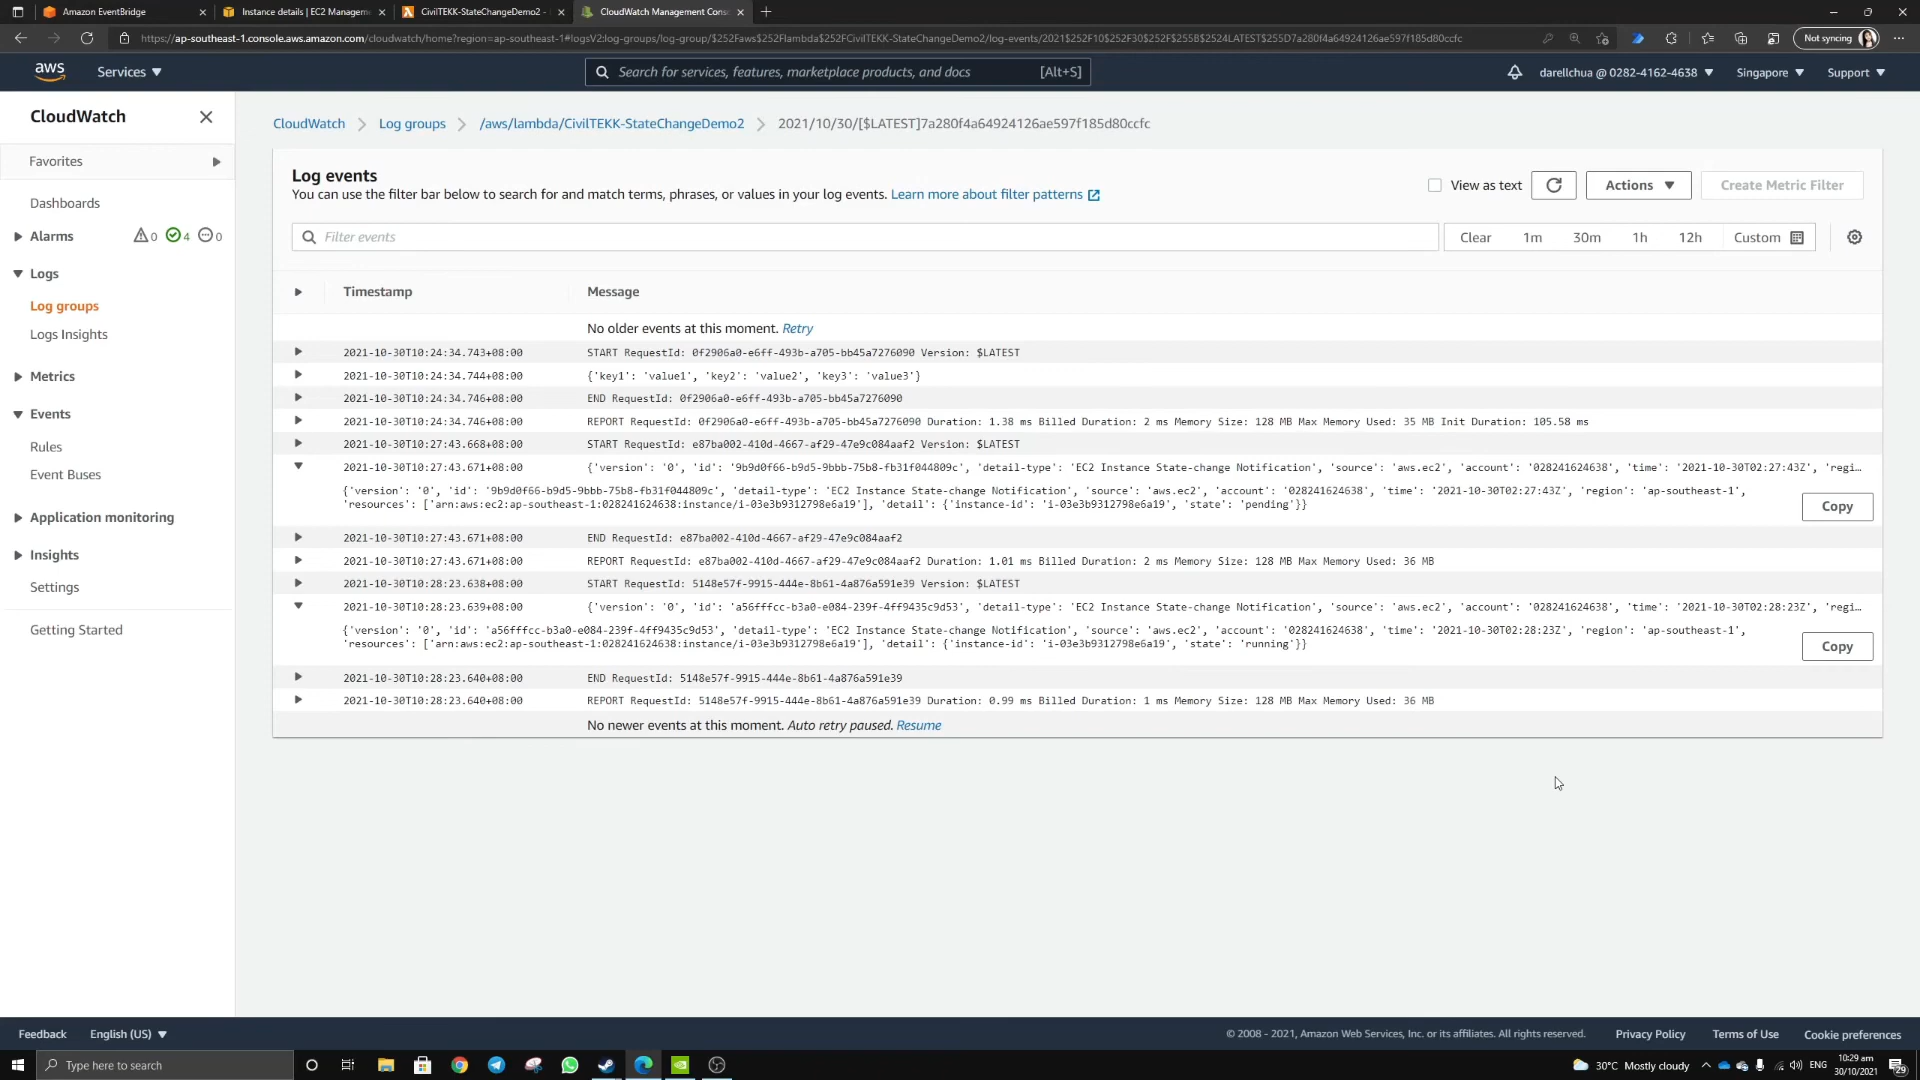 Amazon EventBridge
Instance details | EC2 Managem
CivilTEKK-StateChangeDemo2 -
CloudWatch Management Cons
https://ap-southeast-1.console.aws.amazon.com/cloudwatch/home?region=ap-southeast-1#logsV2:log-groups/log-group/$252Faws$252Flambda$252FCivilTEKK-StateChangeDemo2/log-events/2021$252F10$252F30$252F$255B$2524LATEST$255D7a280f4a64924126ae597f185d80ccfc
Not syncing
aws
Services
Search for services, features, marketplace products, and docs
[Alt+S]
darellchua @ 0282-4162-4638
Singapore
Support
CloudWatch
Favorites
Dashboards
Alarms
0
4
0
Logs
Log groups
Logs Insights
Metrics
Events
Rules
Event Buses
Application monitoring
Insights
Settings
Getting Started
CloudWatch
Log groups
/aws/lambda/CivilTEKK-StateChangeDemo2
2021/10/30/[$LATEST]7a280f4a64924126ae597f185d80ccfc
Log events
You can use the filter bar below to search for and match terms, phrases, or values in your log events. Learn more about filter patterns
View as text
Actions
Create Metric Filter
Filter events
Clear
1m
30m
1h
12h
Custom
Timestamp
Message
No older events at this moment. Retry
2021-10-30T10:24:34.743+08:00 START RequestId: 0f2906a0-e6ff-493b-a705-bb45a7276090 Version: $LATEST
2021-10-30T10:24:34.744+08:00 {'key1': 'value1', 'key2': 'value2', 'key3': 'value3'}
2021-10-30T10:24:34.746+08:00 END RequestId: 0f2906a0-e6ff-493b-a705-bb45a7276090
2021-10-30T10:24:34.746+08:00 REPORT RequestId: 0f2906a0-e6ff-493b-a705-bb45a7276090 Duration: 1.38 ms Billed Duration: 2 ms Memory Size: 128 MB Max Memory Used: 35 MB Init Duration: 105.58 ms
2021-10-30T10:27:43.668+08:00 START RequestId: e87ba002-410d-4667-af29-47e9c084aaf2 Version: $LATEST
2021-10-30T10:27:43.671+08:00 {'version': '0', 'id': '9b9d0f66-b9d5-9bbb-75b8-fb31f044809c', 'detail-type': 'EC2 Instance State-change Notification', 'source': 'aws.ec2', 'account': '028241624638', 'time': '2021-10-30T02:27:43Z', 'regi…
{'version': '0', 'id': '9b9d0f66-b9d5-9bbb-75b8-fb31f044809c', 'detail-type': 'EC2 Instance State-change Notification', 'source': 'aws.ec2', 'account': '028241624638', 'time': '2021-10-30T02:27:43Z', 'region': 'ap-southeast-1',
'resources': ['arn:aws:ec2:ap-southeast-1:028241624638:instance/i-03e3b9312798e6a19'], 'detail': {'instance-id': 'i-03e3b9312798e6a19', 'state': 'pending'}}
Copy
2021-10-30T10:27:43.671+08:00 END RequestId: e87ba002-410d-4667-af29-47e9c084aaf2
2021-10-30T10:27:43.671+08:00 REPORT RequestId: e87ba002-410d-4667-af29-47e9c084aaf2 Duration: 1.01 ms Billed Duration: 2 ms Memory Size: 128 MB Max Memory Used: 36 MB
2021-10-30T10:28:23.638+08:00 START RequestId: 5148e57f-9915-444e-8b61-4a876a591e39 Version: $LATEST
2021-10-30T10:28:23.639+08:00 {'version': '0', 'id': 'a56fffcc-b3a0-e084-239f-4ff9435c9d53', 'detail-type': 'EC2 Instance State-change Notification', 'source': 'aws.ec2', 'account': '028241624638', 'time': '2021-10-30T02:28:23Z', 'regi…
{'version': '0', 'id': 'a56fffcc-b3a0-e084-239f-4ff9435c9d53', 'detail-type': 'EC2 Instance State-change Notification', 'source': 'aws.ec2', 'account': '028241624638', 'time': '2021-10-30T02:28:23Z', 'region': 'ap-southeast-1',
'resources': ['arn:aws:ec2:ap-southeast-1:028241624638:instance/i-03e3b9312798e6a19'], 'detail': {'instance-id': 'i-03e3b9312798e6a19', 'state': 'running'}}
Copy
2021-10-30T10:28:23.640+08:00 END RequestId: 5148e57f-9915-444e-8b61-4a876a591e39
2021-10-30T10:28:23.640+08:00 REPORT RequestId: 5148e57f-9915-444e-8b61-4a876a591e39 Duration: 0.99 ms Billed Duration: 1 ms Memory Size: 128 MB Max Memory Used: 36 MB
No newer events at this moment. Auto retry paused. Resume
Feedback
English (US)
© 2008 - 2021, Amazon Web Services, Inc. or its affiliates. All rights reserved.
Privacy Policy
Terms of Use
Cookie preferences
Type here to search
30°C Mostly cloudy
ENG
10:29 am
30/10/2021
29